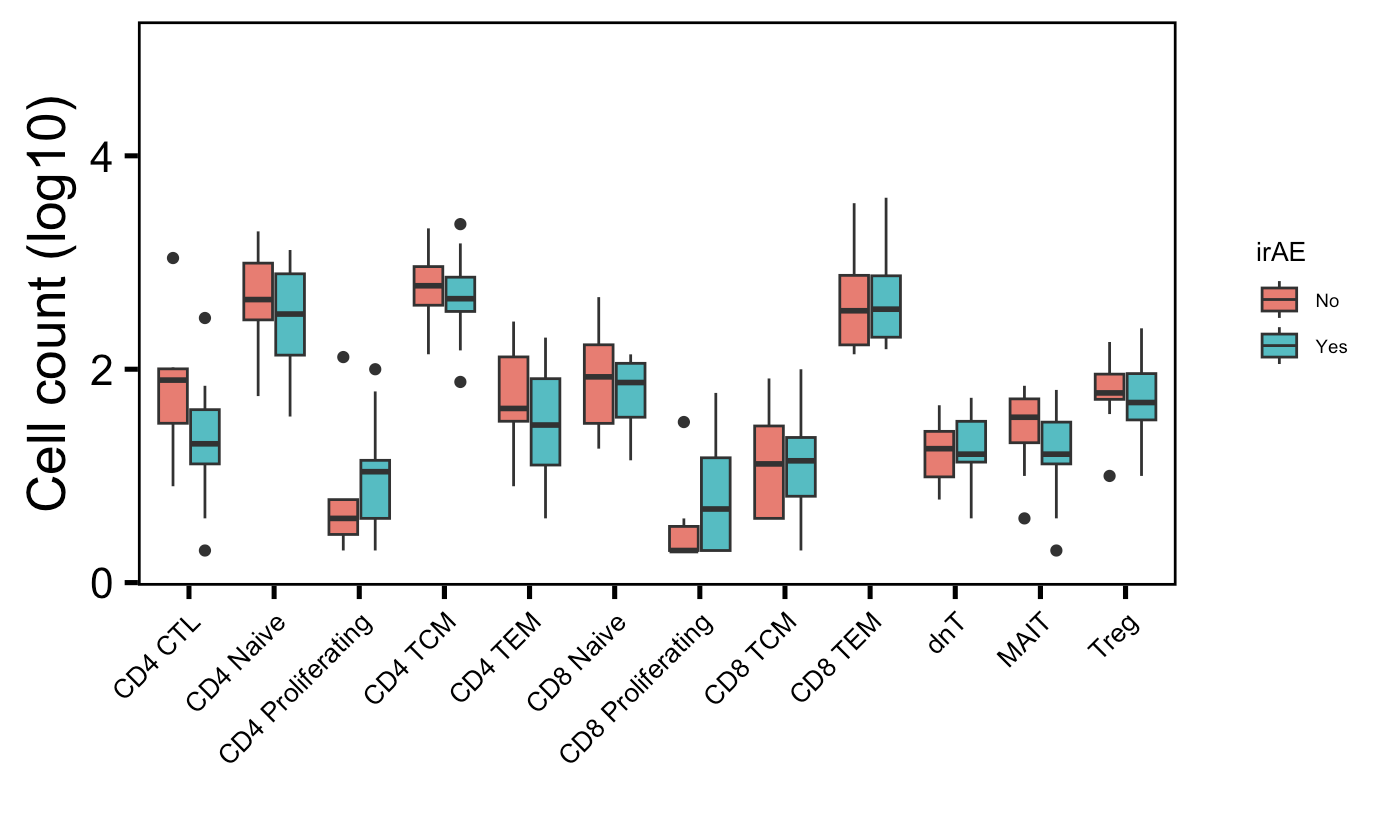 Cell count (log10)
4
2
0
CD4 CTL
CD4 Naive
CD4 Proliferating
CD4 TCM
CD4 TEM
CD8 Naive
CD8 Proliferating
CD8 TCM
CD8 TEM
dnT
MAIT
Treg
irAE
No
Yes